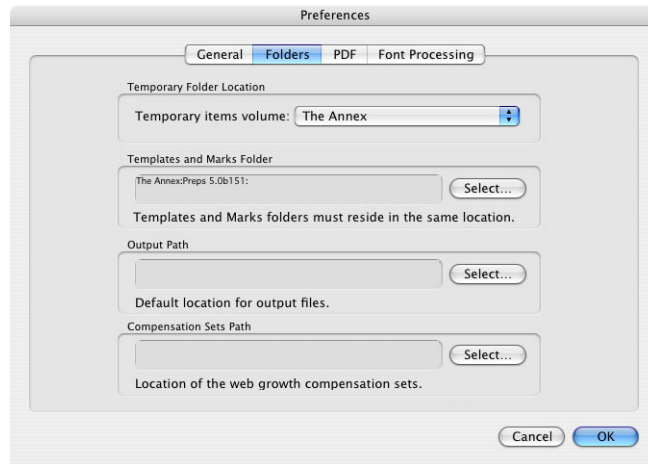 Preferences
General Folders PDF Font Processing
Temporary Folder Location
Temporary items volume: The Annex
Templates and Marks Folder
The Annex:Preps 5.0b151:
Select...
Templates and Marks folders must reside in the same location.
Output Path
Select...
Default location for output files.
Compensation Sets Path
Select...
Location of the web growth compensation sets.
Cancel OK